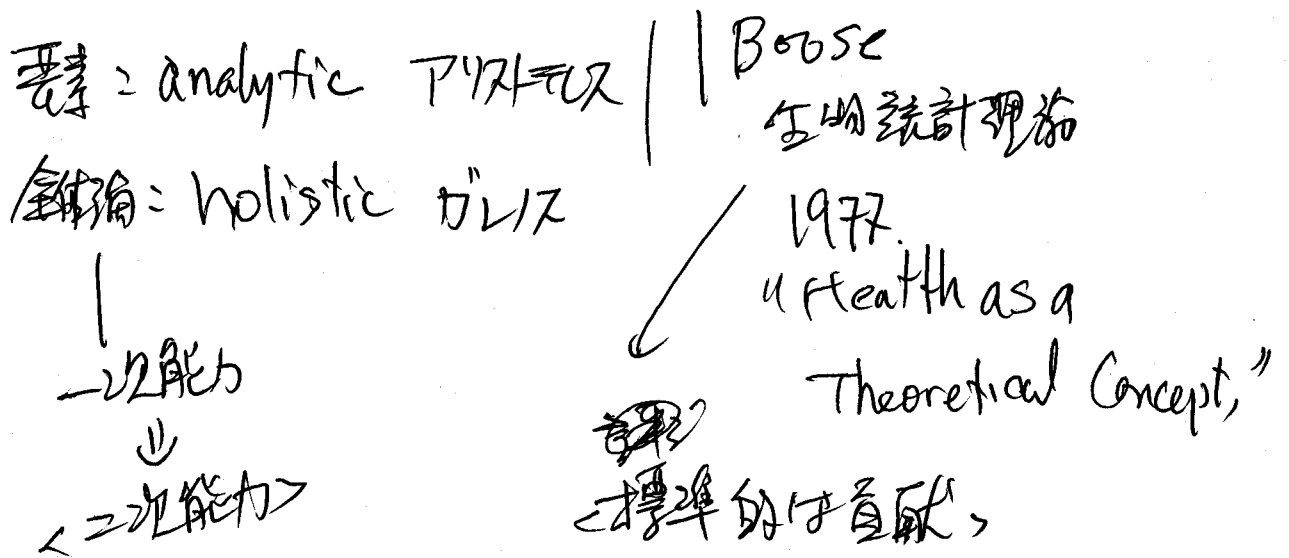 要素：analytic アリストテレス
全体論：holistic ガレノス
一次能力
⇓
<二次能力>
Boose
生物統計理論
1977.
"Health as a
Theoretical Concept,"
<標準的な貢献>